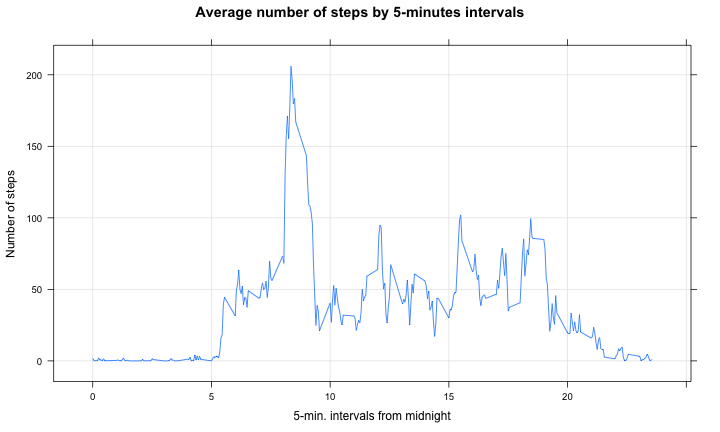 Average number of steps by 5-minutes intervals
Number of steps
200
150
100
50
0
0 5 10 15 20
5-min. intervals from midnight